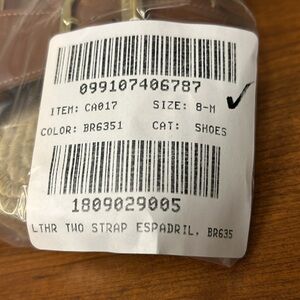 099107406787
ITEM: CA017 SIZE: 8-M
COLOR: BR6351 CAT: SHOES
1809029005
LTHR TWO STRAP ESPADRIL, BR635